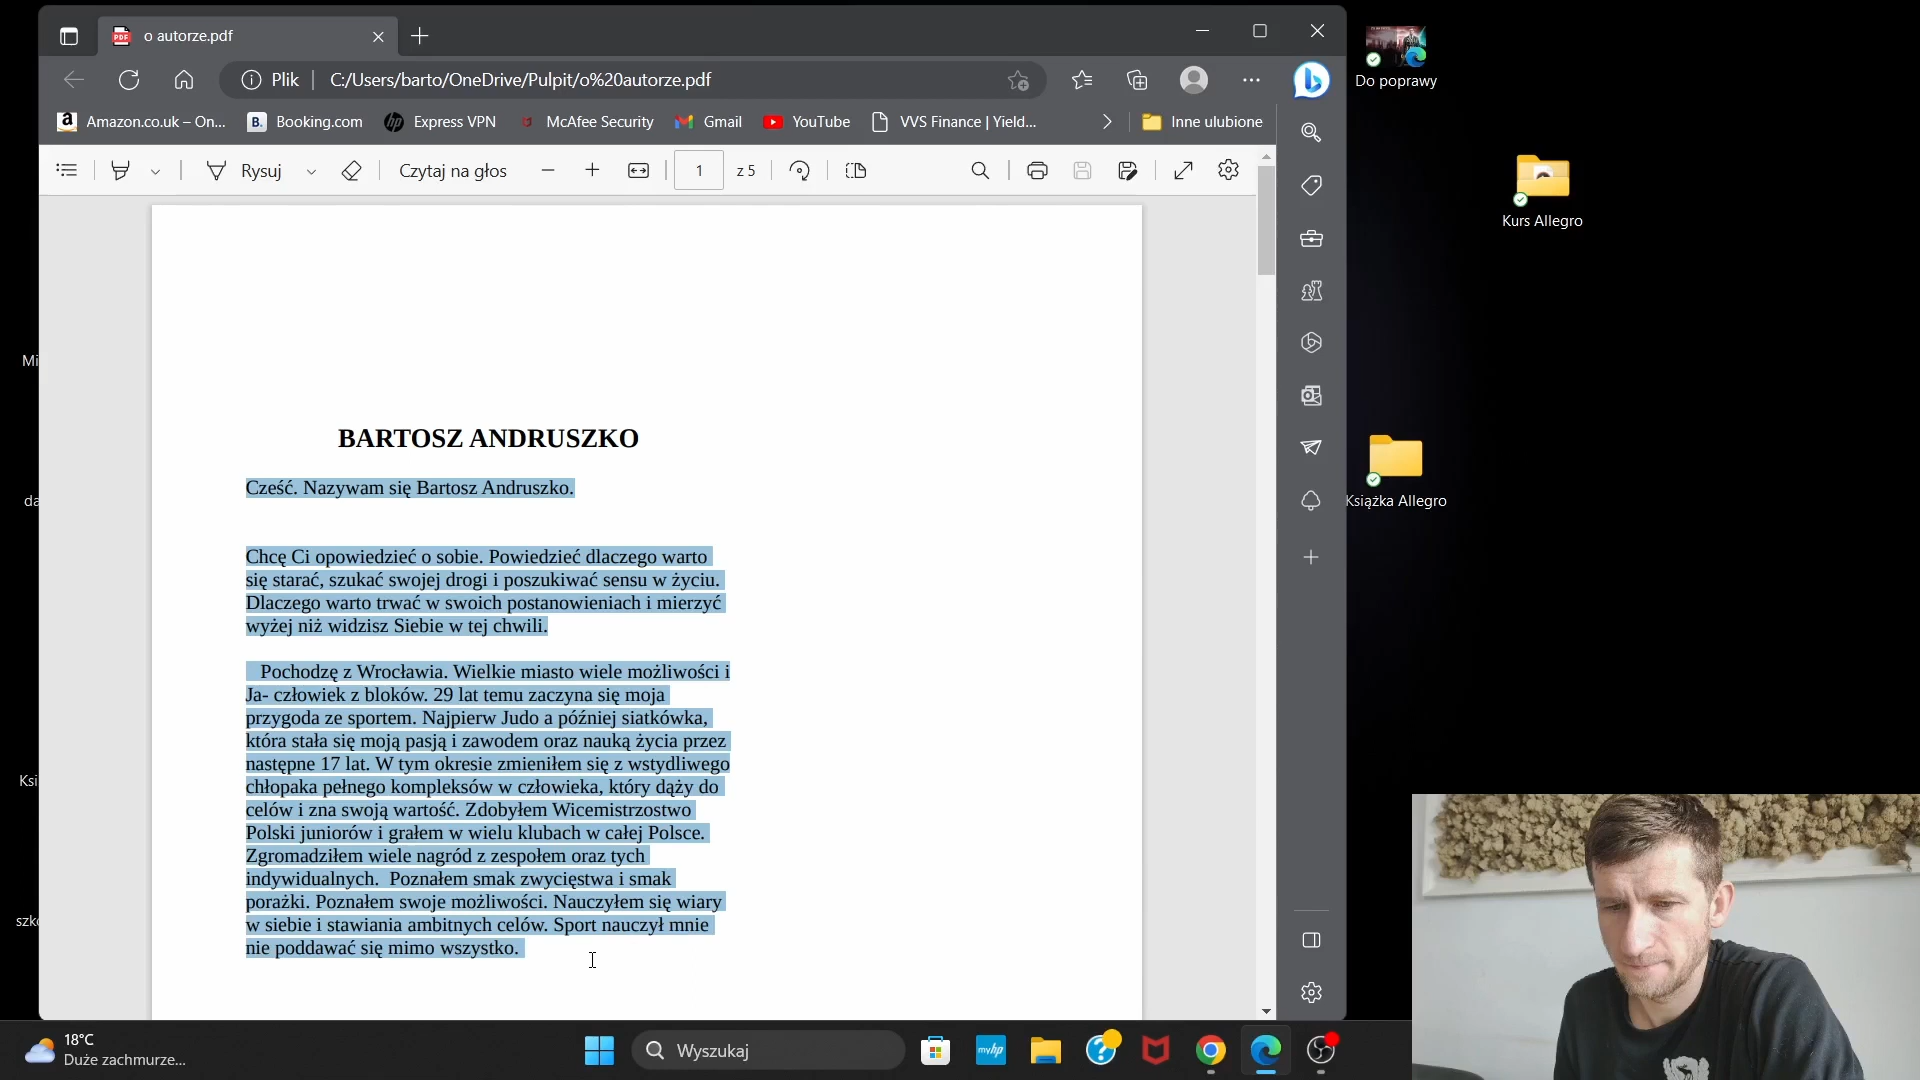 o autorze.pdf
Plik
C:/Users/barto/OneDrive/Pulpit/o%20autorze.pdf
Amazon.co.uk – On...
B. Booking.com
hp Express VPN
McAfee Security
Gmail
YouTube
VVS Finance | Yield...
Inne ulubione
Rysuj
Czytaj na głos
1
z 5
BARTOSZ ANDRUSZKO
Cześć. Nazywam się Bartosz Andruszko.
Chcę Ci opowiedzieć o sobie. Powiedzieć dlaczego warto
się starać, szukać swojej drogi i poszukiwać sensu w życiu.
Dlaczego warto trwać w swoich postanowieniach i mierzyć
wyżej niż widzisz Siebie w tej chwili.
Pochodzę z Wrocławia. Wielkie miasto wiele możliwości i
Ja- człowiek z bloków. 29 lat temu zaczyna się moja
przygoda ze sportem. Najpierw Judo a później siatkówka,
która stała się moją pasją i zawodem oraz nauką życia przez
następne 17 lat. W tym okresie zmieniłem się z wstydliwego
chłopaka pełnego kompleksów w człowieka, który dąży do
celów i zna swoją wartość. Zdobyłem Wicemistrzostwo
Polski juniorów i grałem w wielu klubach w całej Polsce.
Zgromadziłem wiele nagród z zespołem oraz tych
indywidualnych. Poznałem smak zwycięstwa i smak
porażki. Poznałem swoje możliwości. Nauczyłem się wiary
w siebie i stawiania ambitnych celów. Sport nauczył mnie
nie poddawać się mimo wszystko.
Do poprawy
Kurs Allegro
Książka Allegro
Mi
da
Ksi
szko
18°C
Duże zachmurze...
Wyszukaj
myhp